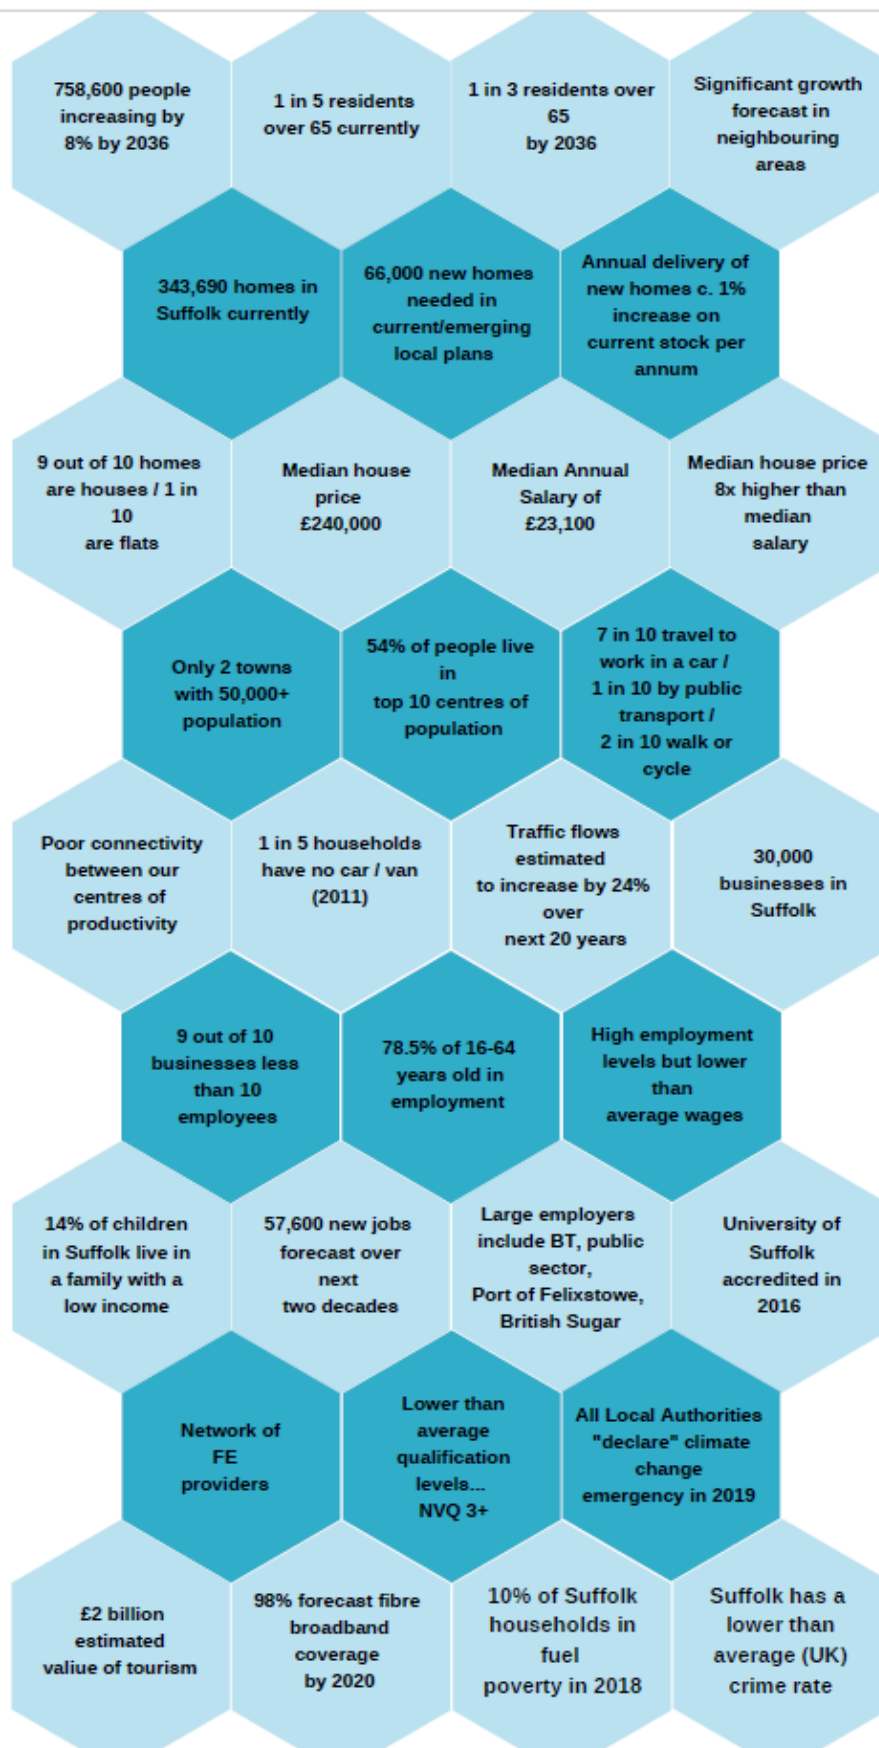 758,600 people
increasing by
8% by 2036
1 in 5 residents
over 65 currently
1 in 3 residents over
65
by 2036
Significant growth
forecast in
neighbouring
areas
343,690 homes in
Suffolk currently
66,000 new homes
needed in
current/emerging
local plans
Annual delivery of
new homes c. 1%
increase on
current stock per
annum
9 out of 10 homes
are houses / 1 in
10
are flats
Median house
price
£240,000
Median Annual
Salary of
£23,100
Median house price
8x higher than
median
salary
Only 2 towns
with 50,000+
population
54% of people live
in
top 10 centres of
population
7 in 10 travel to
work in a car /
1 in 10 by public
transport /
2 in 10 walk or
cycle
Poor connectivity
between our
centres of
productivity
1 in 5 households
have no car / van
(2011)
Traffic flows
estimated
to increase by 24%
over
next 20 years
30,000
businesses in
Suffolk
9 out of 10
businesses less
than 10
employees
78.5% of 16-64
years old in
employment
High employment
levels but lower
than
average wages
14% of children
in Suffolk live in
a family with a
low income
57,600 new jobs
forecast over
next
two decades
Large employers
include BT, public
sector,
Port of Felixstowe,
British Sugar
University of
Suffolk
accredited in
2016
Network of
FE
providers
Lower than
average
qualification
levels...
NVQ 3+
All Local Authorities
"declare" climate
change
emergency in 2019
£2 billion
estimated
valiue of tourism
98% forecast fibre
broadband
coverage
by 2020
10% of Suffolk
households in
fuel
poverty in 2018
Suffolk has a
lower than
average (UK)
crime rate